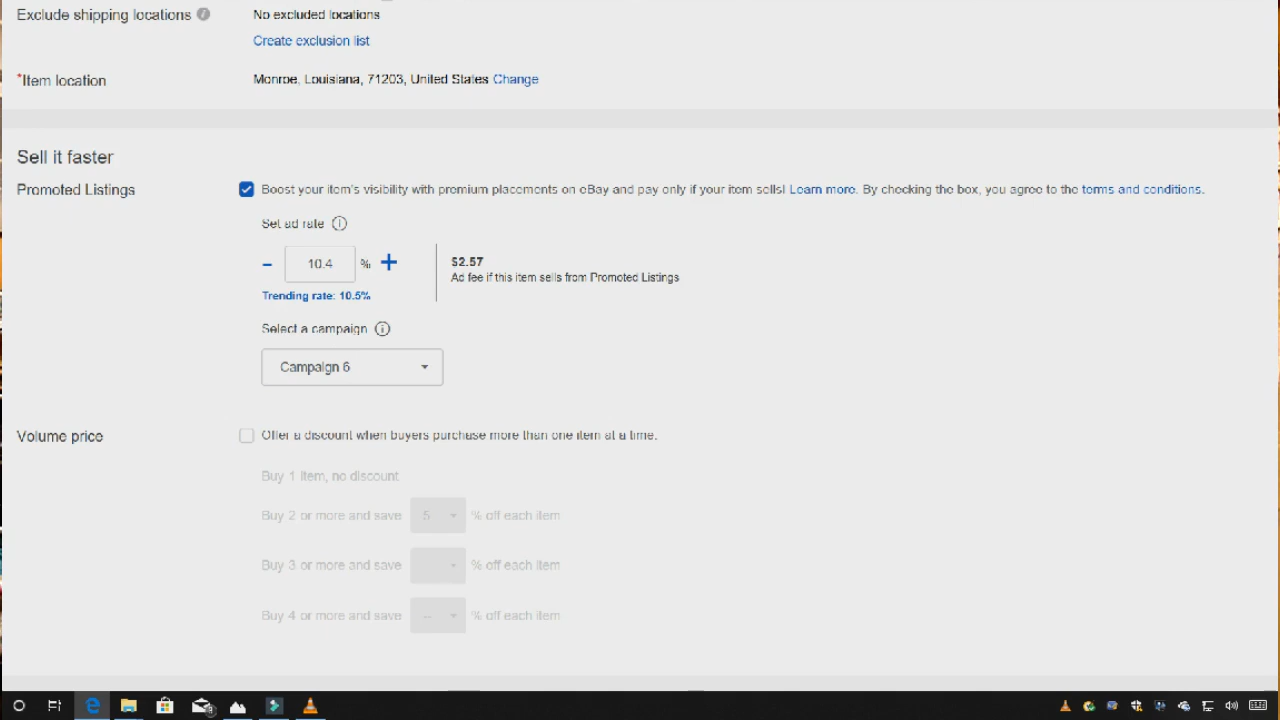 Exclude shipping locations
No excluded locations
Create exclusion list
*Item location
Monroe, Louisiana, 71203, United States Change
Sell it faster
Promoted Listings
Boost your item's visibility with premium placements on eBay and pay only if your item sells! Learn more. By checking the box, you agree to the terms and conditions.
Set ad rate
- 10.4 % +
$2.57
Ad fee if this item sells from Promoted Listings
Trending rate: 10.5%
Select a campaign
Campaign 6
Volume price
Offer a discount when buyers purchase more than one item at a time.
Buy 1 item, no discount
Buy 2 or more and save 5 % off each item
Buy 3 or more and save % off each item
Buy 4 or more and save -- % off each item